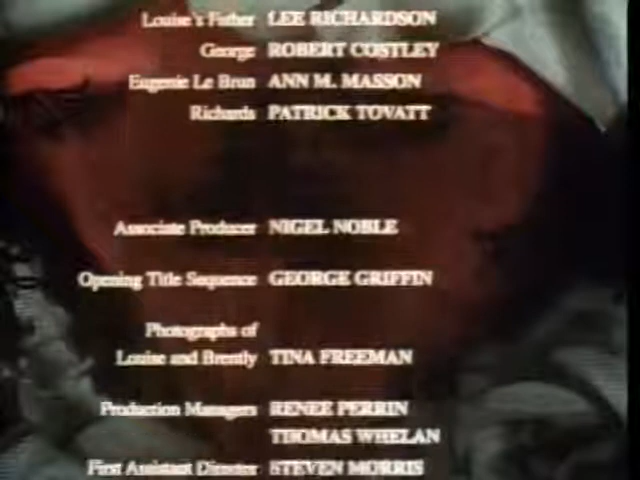 Louise's Father LEE RICHARDSON
George ROBERT COSTLEY
Eugenie Le Brun ANN M. MASSON
Richards PATRICK TOVATT
Associate Producer NIGEL NOBLE
Opening Title Sequence GEORGE GRIFFIN
Photographs of
Louise and Brently TINA FREEMAN
Production Managers RENEE PERRIN
THOMAS WHELAN
First Assistant Director STEVEN MORRIS